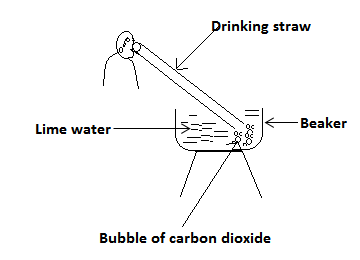 Drinking straw
Lime water
Beaker
Bubble of carbon dioxide